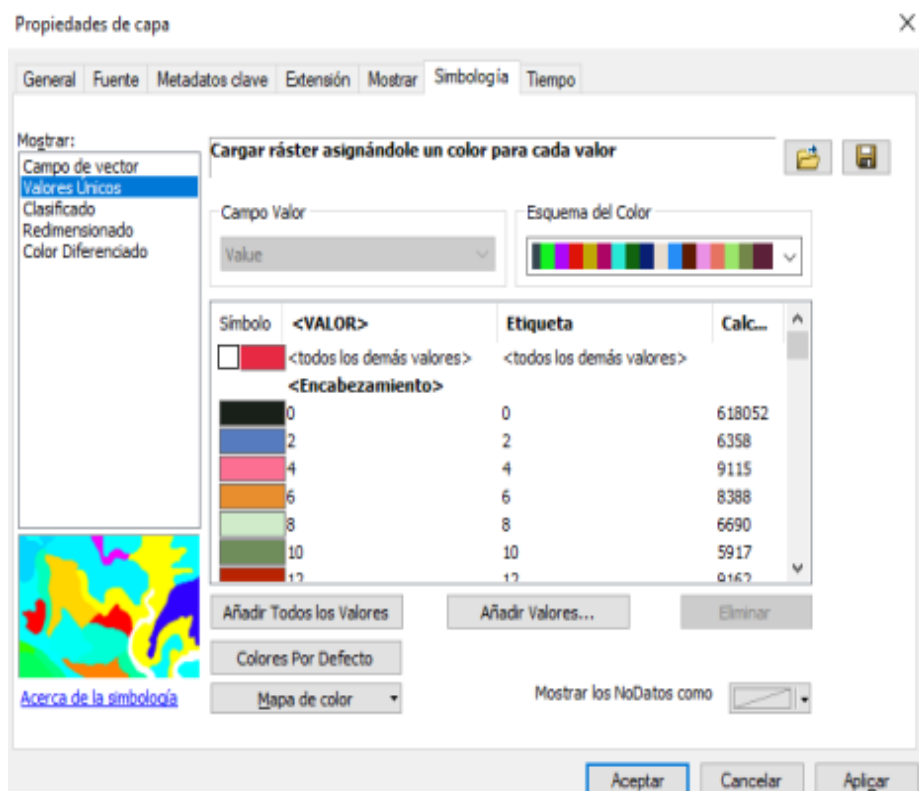 Propiedades de capa
General Fuente Metadatos clave Extensión Mostrar Simbología Tiempo
Mostrar:
Campo de vector
Valores Únicos
Clasificado
Redimensionado
Color Diferenciado
Cargar ráster asignándole un color para cada valor
Campo Valor
Value
Esquema del Color
Símbolo <VALOR> Etiqueta Calc...
<todos los demás valores> <todos los demás valores>
<Encabezamiento>
0 0 618052
2 2 6358
4 4 9115
6 6 8388
8 8 6690
10 10 5917
12 12 9162
Añadir Todos los Valores Añadir Valores... Eliminar
Colores Por Defecto
Mapa de color
Mostrar los NoDatos como
Acerca de la simbología
Aceptar Cancelar Aplicar